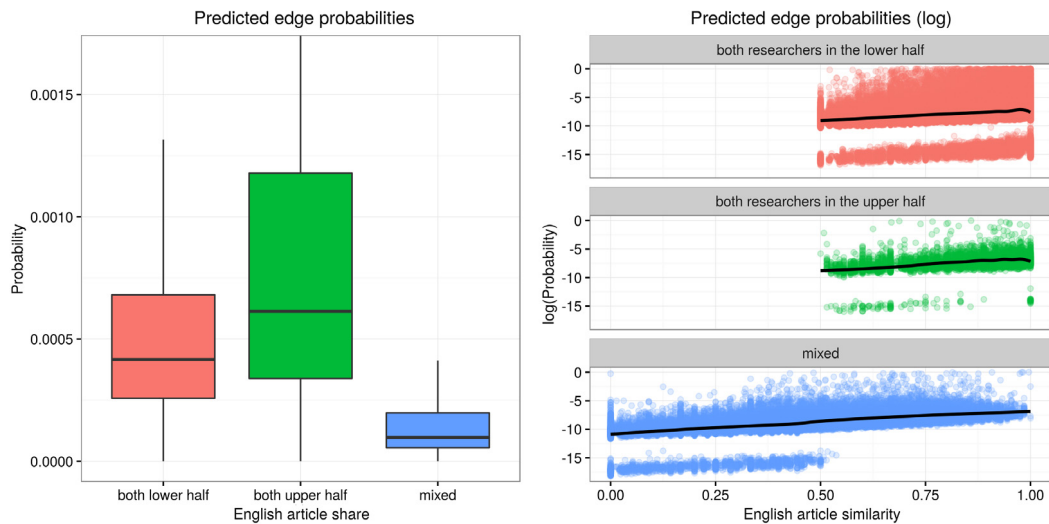 Predicted edge probabilities
Probability
0.0015
0.0010
0.0005
0.0000
both lower half
both upper half
mixed
English article share
Predicted edge probabilities (log)
log(Probability)
both researchers in the lower half
0
-5
-10
-15
both researchers in the upper half
0
-5
-10
-15
mixed
0
-5
-10
-15
0.00
0.25
0.50
0.75
1.00
English article similarity